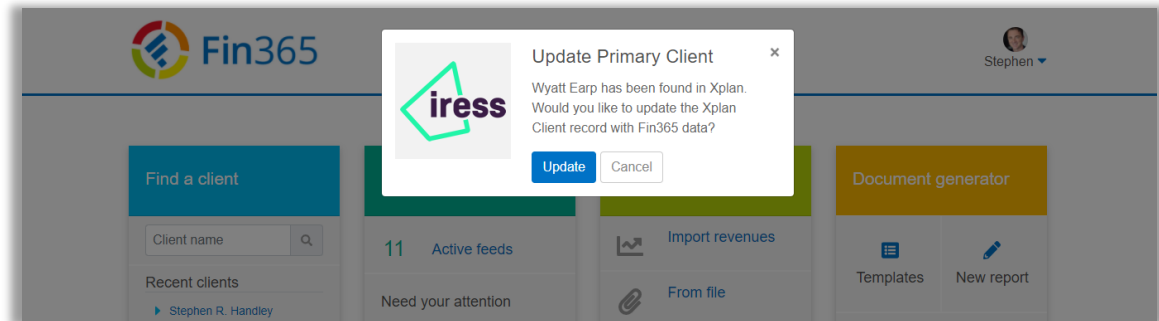 Fin365
Stephen
iress
Update Primary Client
×
Wyatt Earp has been found in Xplan.
Would you like to update the Xplan
Client record with Fin365 data?
Update
Cancel
Find a client
Client name
Recent clients
Stephen R. Handley
11 Active feeds
Need your attention
Import revenues
From file
Document generator
Templates
New report